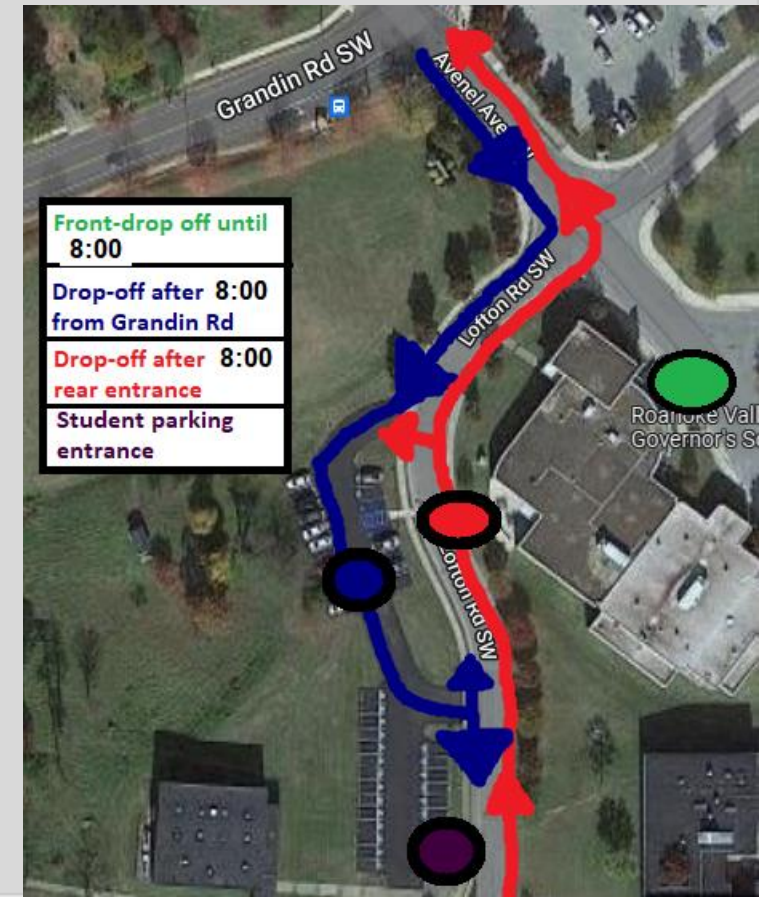 Grandin Rd SW
Avenel Ave
Front-drop off until
8:00
Drop-off after 8:00
from Grandin Rd
Drop-off after 8:00
rear entrance
Student parking
entrance
Lofton Rd SW
Roanoke Vall
Governor's S
Lofton Rd SW